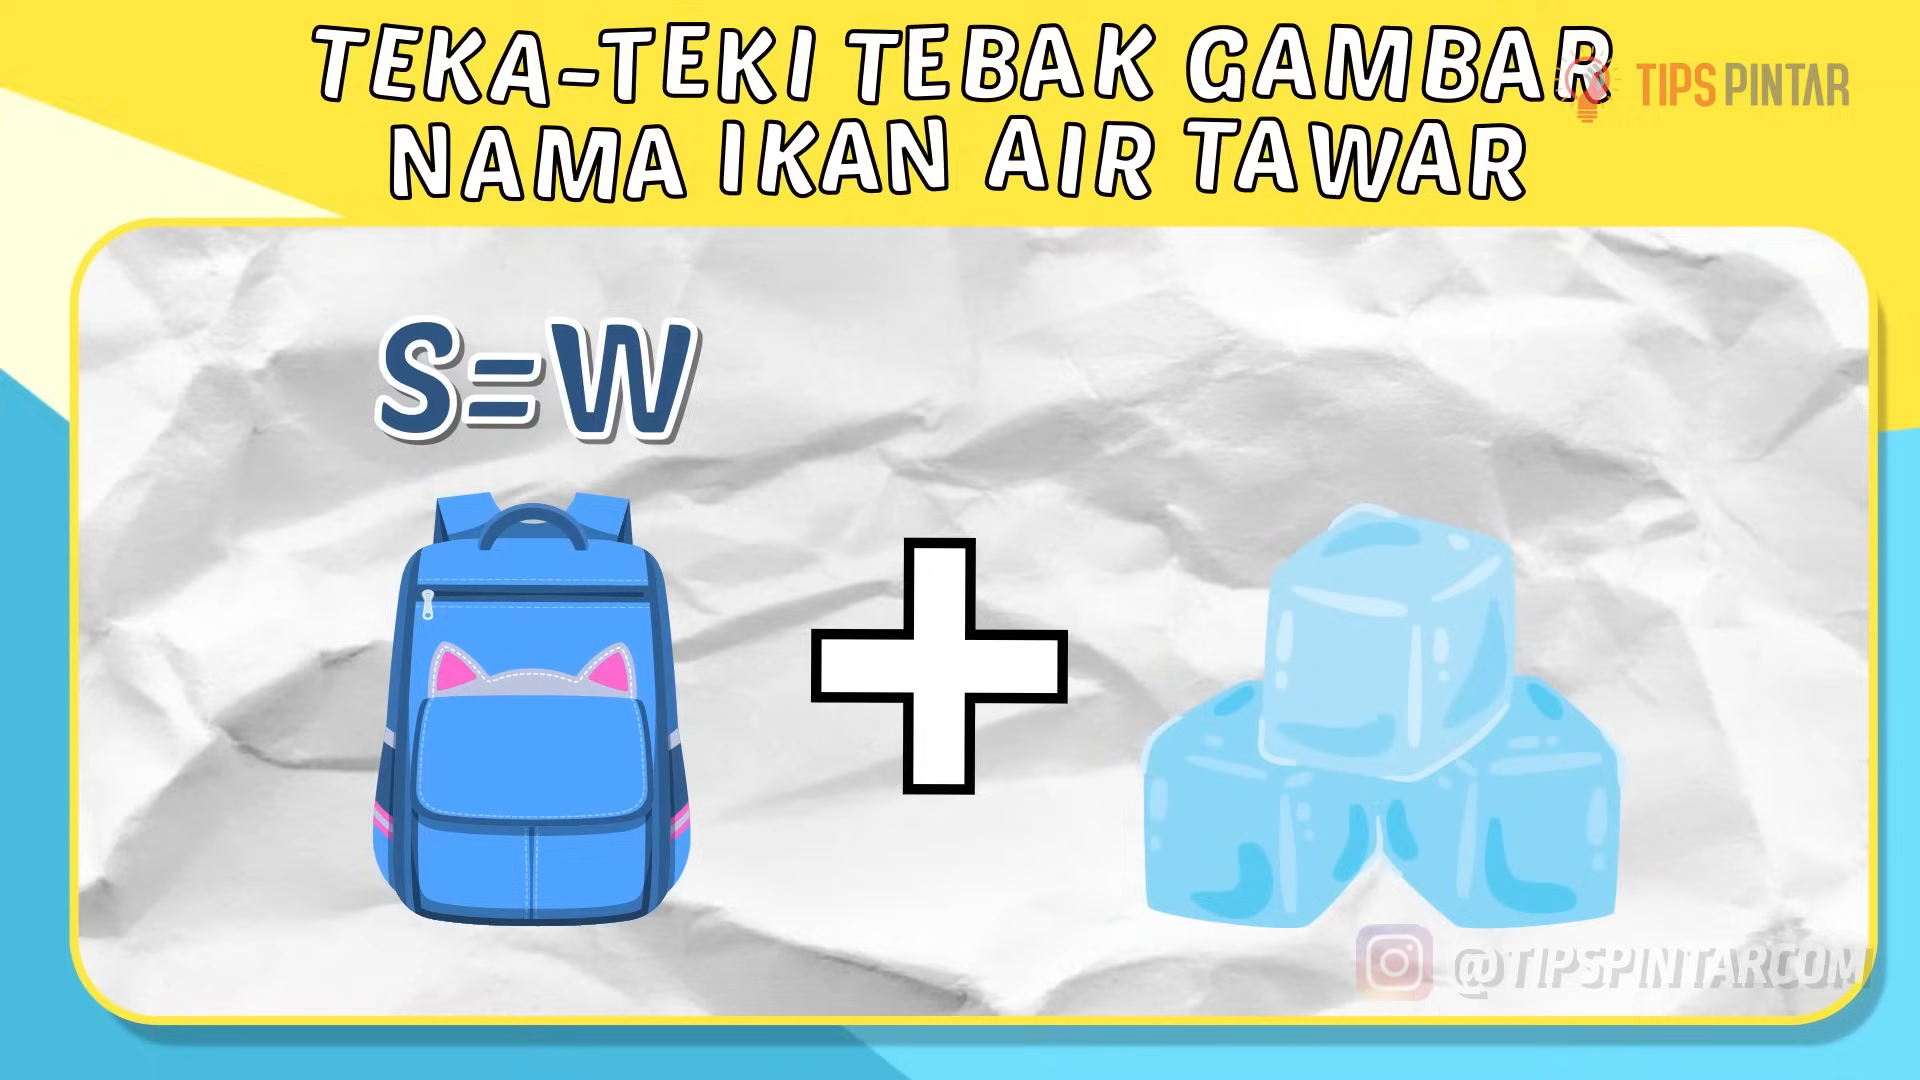 TEKA-TEKI TEBAK GAMBAR
TIPS PINTAR
NAMA IKAN AIR TAWAR
S=W
@TIPSPINTARCOM